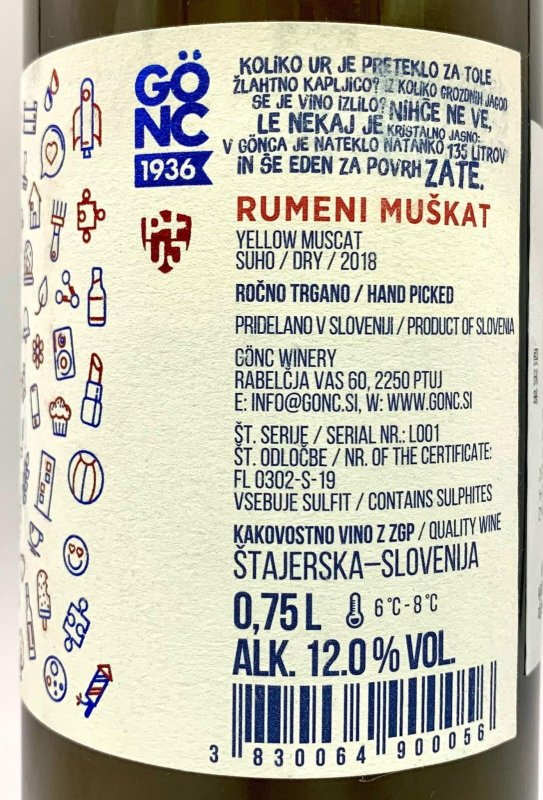 GÖ
NC
1936
KOLIKO UR JE PRETEKLO ZA TOLE
ŽLAHTNO KAPLJICO? IZ KOLIKO GROZDNIH JAGOD
SE JE VINO IZLILO? NIHČE NE VE,
LE NEKAJ JE KRISTALNO JASNO:
V GÖNCA JE NATEKLO NATANKO 135 LITROV
IN ŠE EDEN ZA POVRH ZATE.
RUMENI MUŠKAT
YELLOW MUSCAT
SUHO / DRY / 2018
ROČNO TRGANO / HAND PICKED
PRIDELANO V SLOVENIJI / PRODUCT OF SLOVENIA
GÖNC WINERY
RABELČJA VAS 60, 2250 PTUJ
E: INFO@GONC.SI, W: WWW.GONC.SI
ŠT. SERIJE / SERIAL NR.: L001
ŠT. ODLOČBE / NR. OF THE CERTIFICATE:
FL 0302-S-19
VSEBUJE SULFIT / CONTAINS SULPHITES
KAKOVOSTNO VINO Z ZGP / QUALITY WINE
ŠTAJERSKA–SLOVENIJA
0,75 L 6°C - 8°C
ALK. 12.0 % VOL.
3 830064 900056